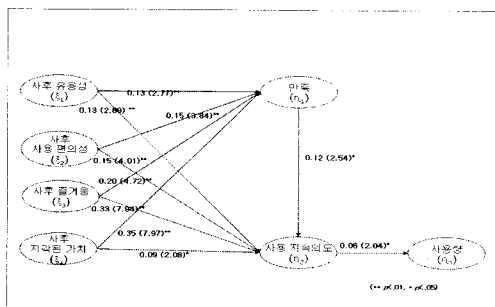 사후 유용성
(ξ₁)
0.13 (2.77)**
만족
(η₁)
0.13 (2.89) **
0.15 (3.84)**
사후
사용 편의성
(ξ₂)
0.15 (4.01)**
0.12 (2.54)*
0.20 (4.72)**
사후 즐거움
(ξ₃)
0.33 (7.94)**
0.35 (7.97)**
사후
지각된 가치
(ξ₄)
0.09 (2.08)*
사용 지속의도
(η₂)
0.06 (2.04)*
사용량
(η₃)
(** p<.01, * p<.05)